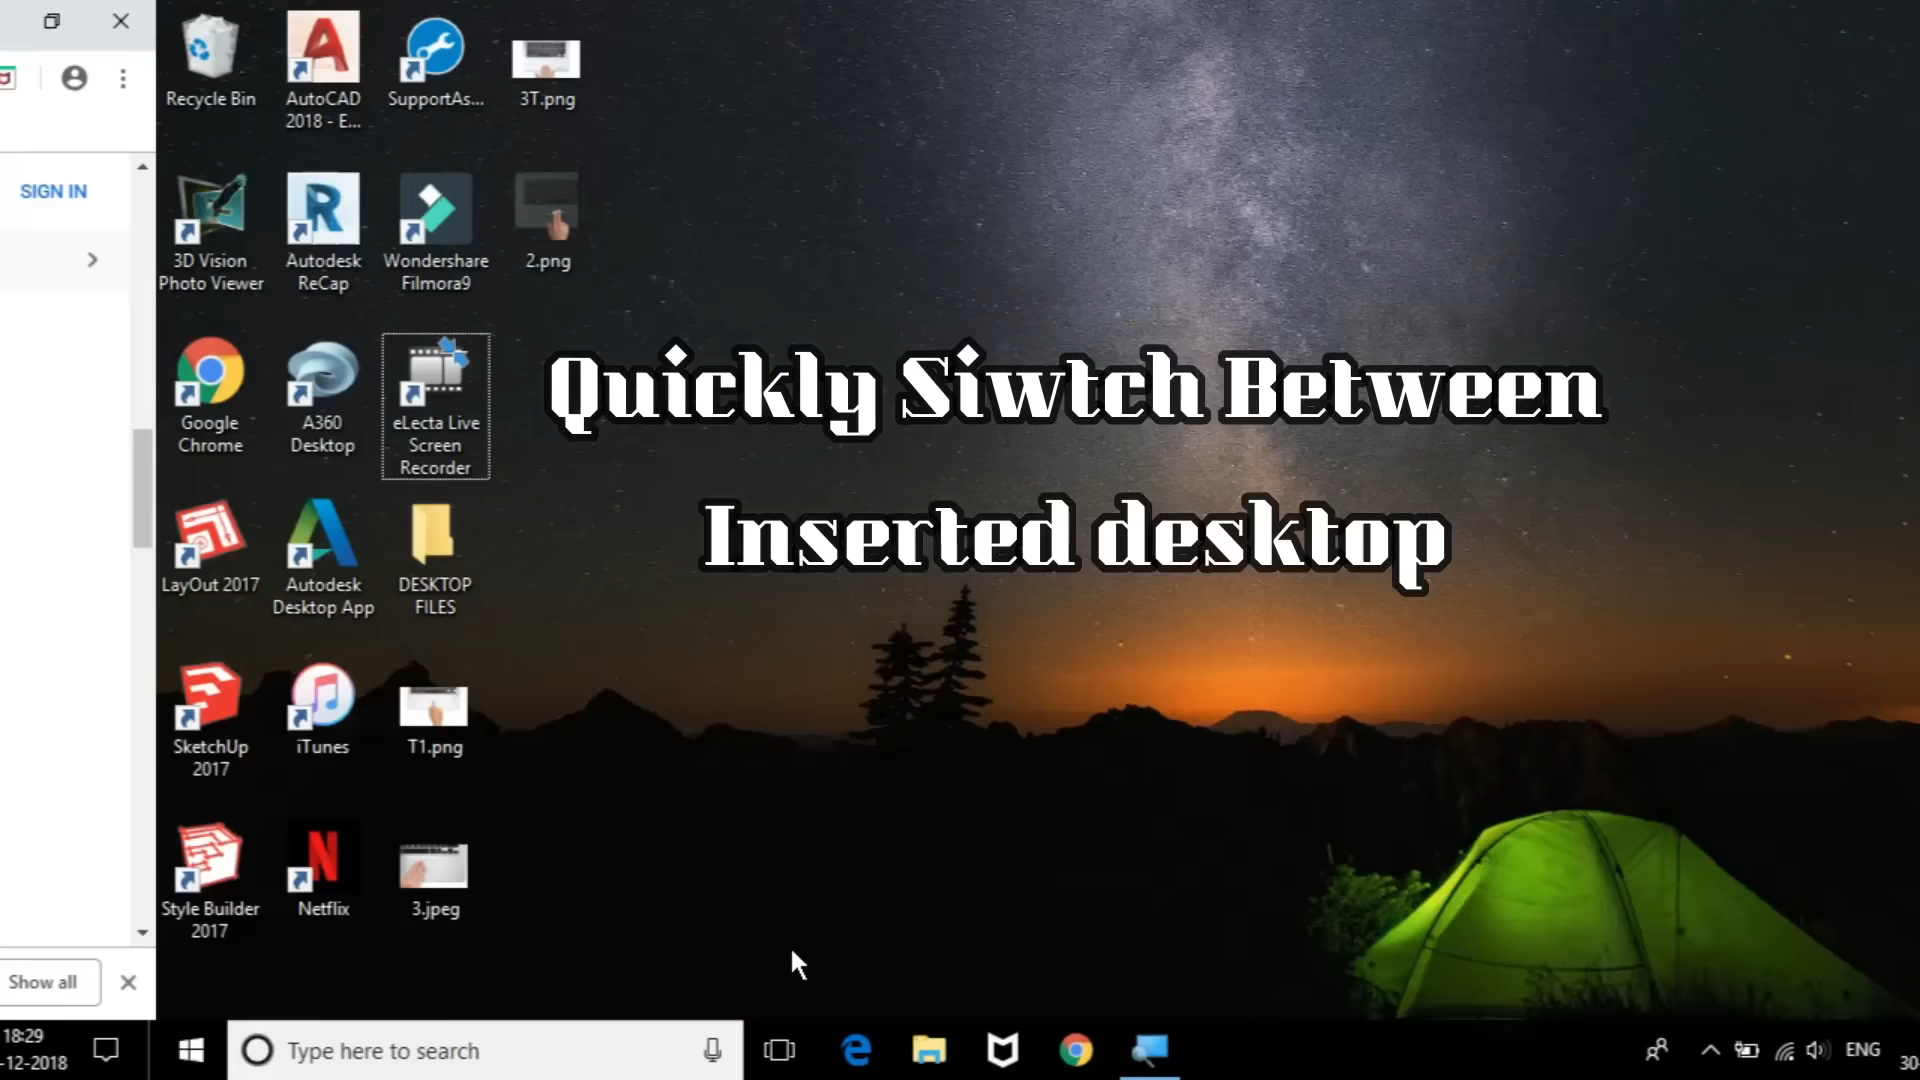 SIGN IN
Show all
18:29
-12-2018
Recycle Bin
AutoCAD
2018 - E...
SupportAs...
3T.png
3D Vision
Photo Viewer
Autodesk
ReCap
Wondershare
Filmora9
2.png
Google
Chrome
A360
Desktop
eLecta Live
Screen
Recorder
LayOut 2017
Autodesk
Desktop App
DESKTOP
FILES
SketchUp
2017
iTunes
T1.png
Style Builder
2017
Netflix
3.jpeg
Quickly Siwtch Between
Inserted desktop
Type here to search
ENG
30